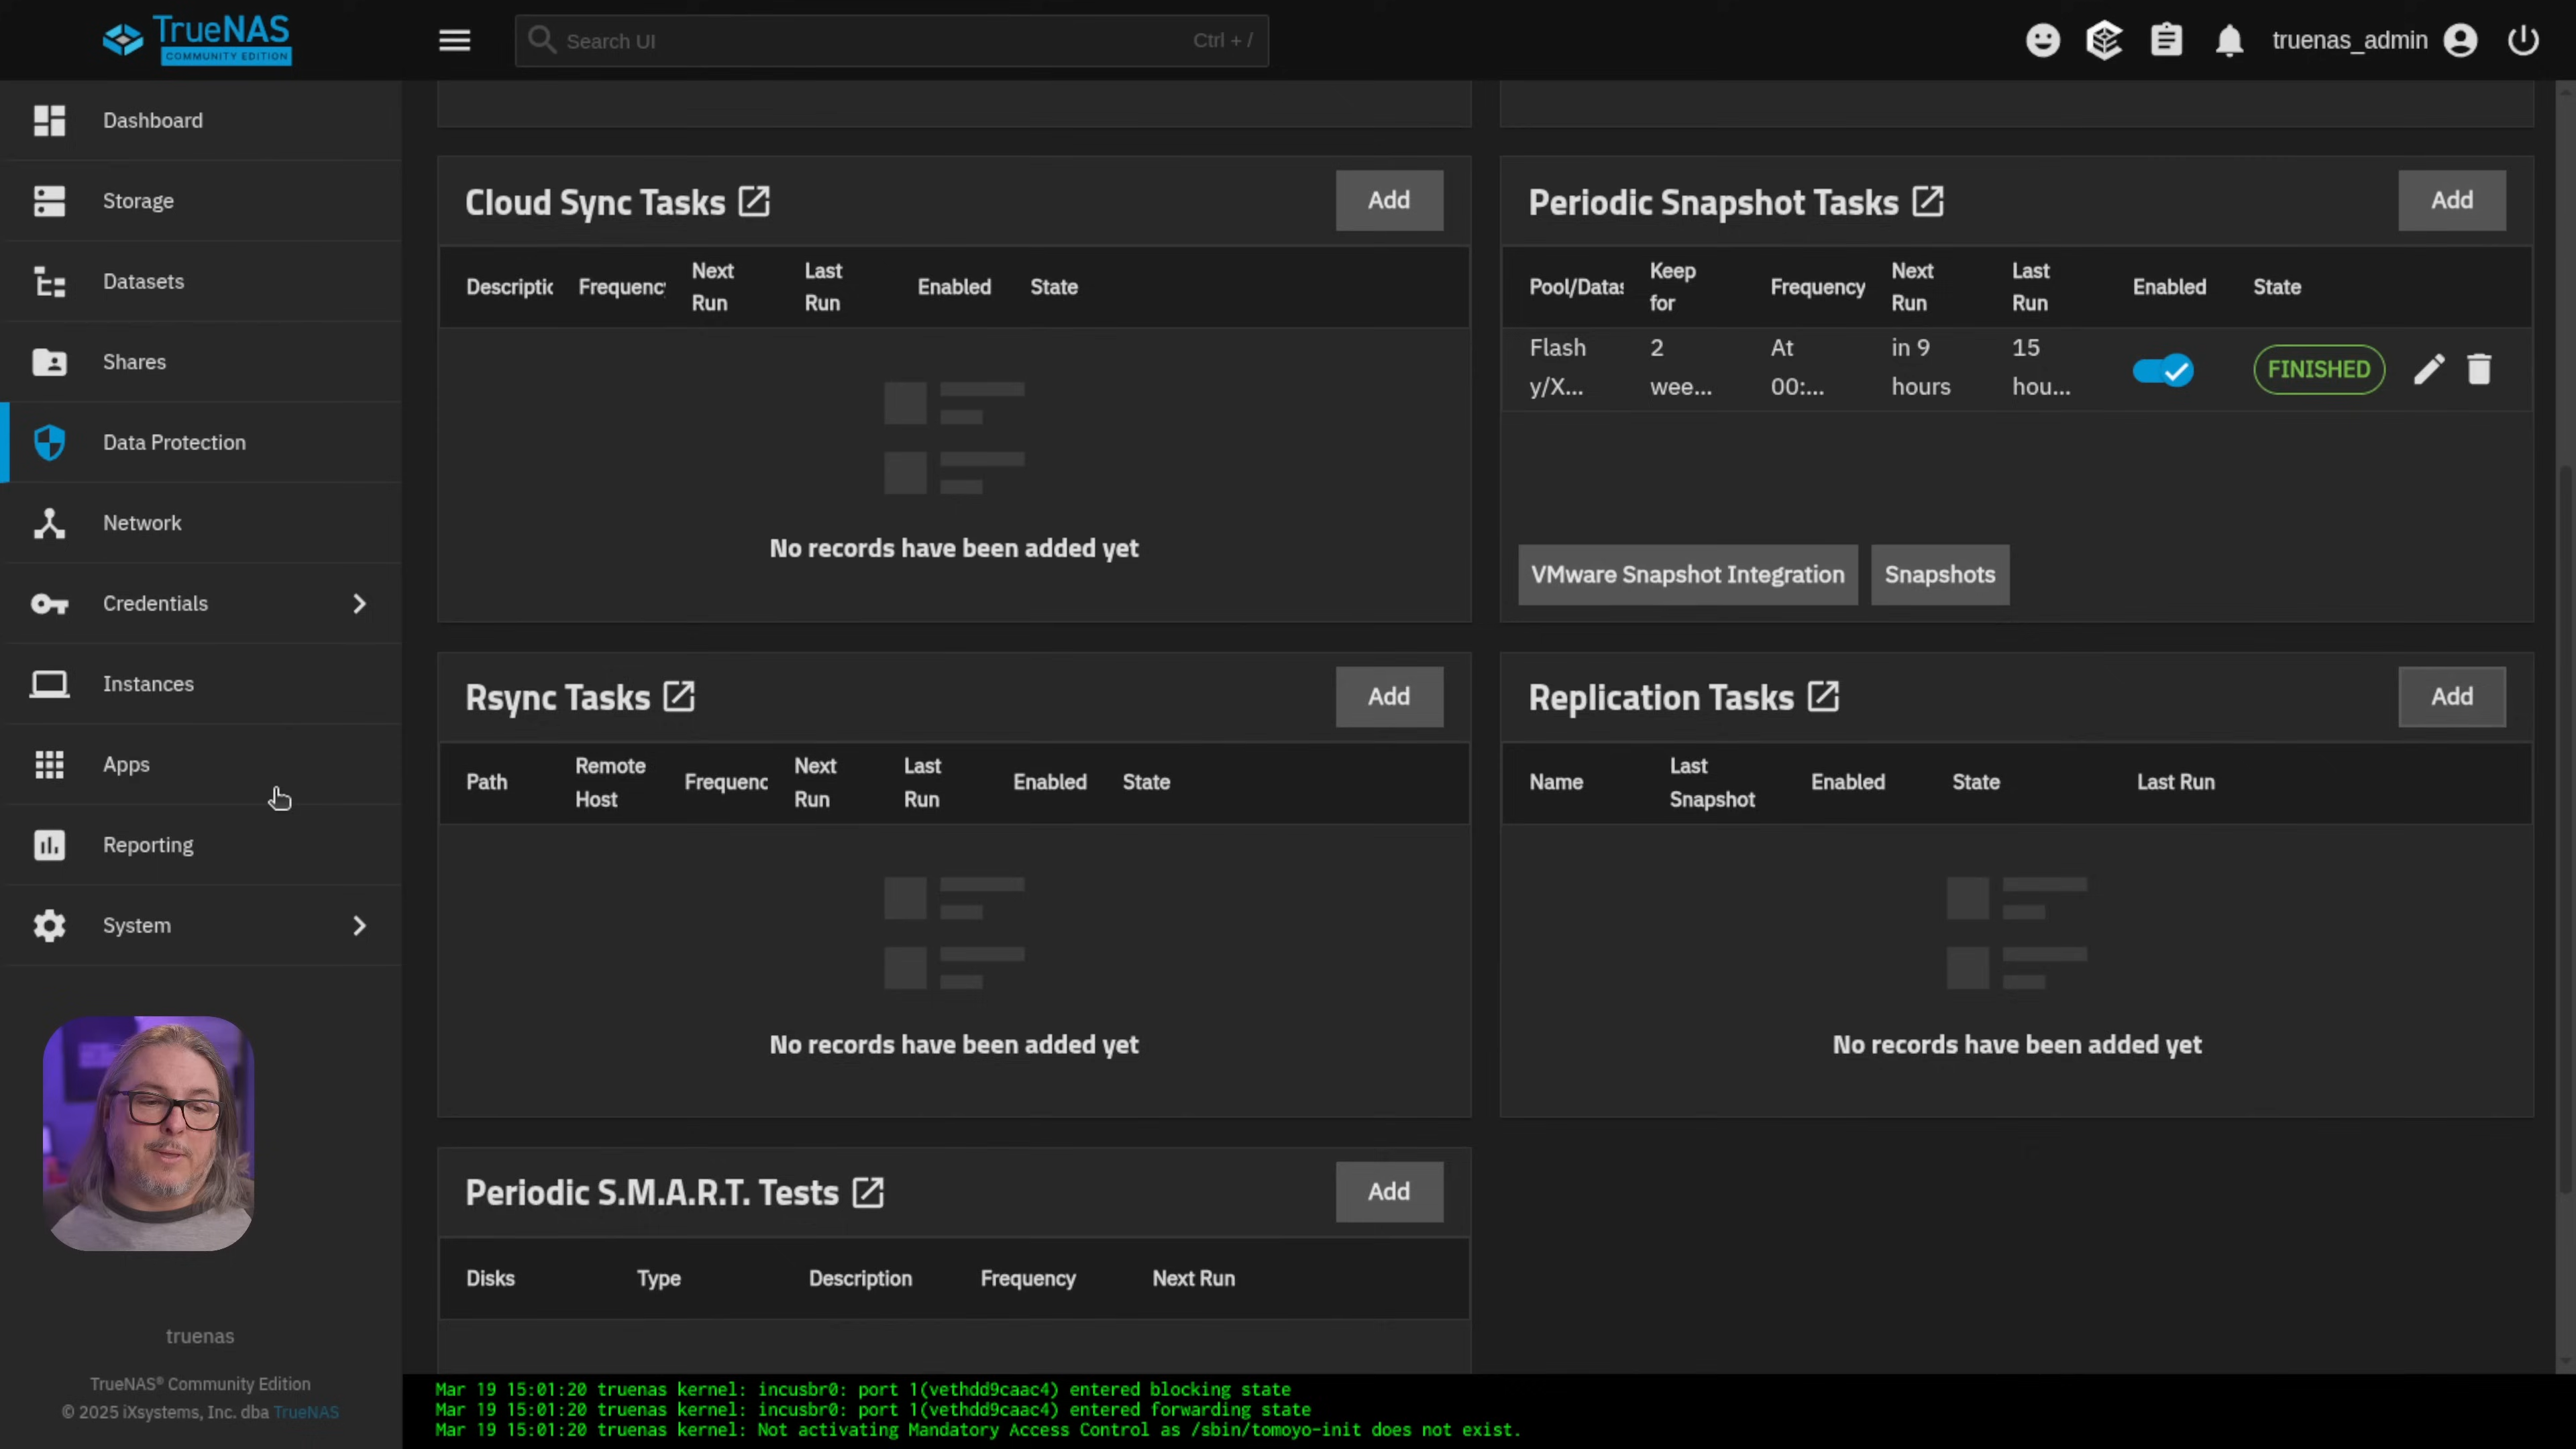 TrueNAS
COMMUNITY EDITION
Search UI
Ctrl + /
truenas_admin
Dashboard
Storage
Datasets
Shares
Data Protection
Network
Credentials
Instances
Apps
Reporting
System
truenas
TrueNAS® Community Edition
© 2025 iXsystems, Inc. dba TrueNAS
Cloud Sync Tasks
Add
Descriptic Frequenc Next Run Last Run Enabled State
No records have been added yet
Periodic Snapshot Tasks
Add
Pool/Datas Keep for Frequency Next Run Last Run Enabled State
Flash 2 At in 9 15
y/X... wee... 00:... hours hou...
FINISHED
VMware Snapshot Integration
Snapshots
Rsync Tasks
Add
Path Remote Host Frequenc Next Run Last Run Enabled State
No records have been added yet
Replication Tasks
Add
Name Last Snapshot Enabled State Last Run
No records have been added yet
Periodic S.M.A.R.T. Tests
Add
Disks Type Description Frequency Next Run
Mar 19 15:01:20 truenas kernel: incusbr0: port 1(vethdd9caac4) entered blocking state
Mar 19 15:01:20 truenas kernel: incusbr0: port 1(vethdd9caac4) entered forwarding state
Mar 19 15:01:20 truenas kernel: Not activating Mandatory Access Control as /sbin/tomoyo-init does not exist.